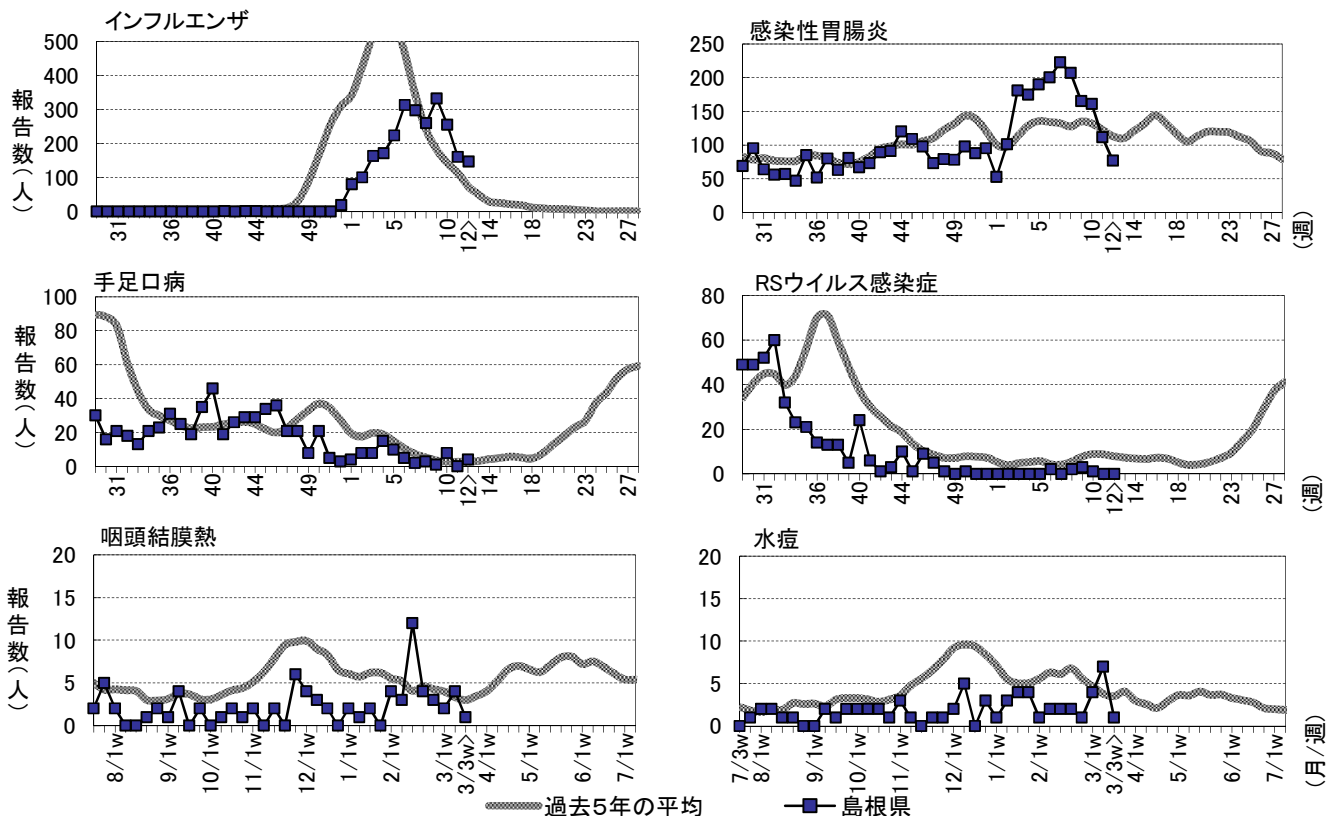 インフルエンザ
報告数(人)
500
400
300
200
100
0
31
36
40
44
49
1
5
10
12>
14
18
23
27
感染性胃腸炎
250
200
150
100
50
0
31
36
40
44
49
1
5
10
12>
14
18
23
27
(週)
手足口病
報告数(人)
100
80
60
40
20
0
31
36
40
44
49
1
5
10
12>
14
18
23
27
RSウイルス感染症
80
60
40
20
0
31
36
40
44
49
1
5
10
12>
14
18
23
27
(週)
咽頭結膜熱
報告数(人)
20
15
10
5
0
8/1w
9/1w
10/1w
11/1w
12/1w
1/1w
2/1w
3/1w
3/3w>
4/1w
5/1w
6/1w
7/1w
水痘
20
15
10
5
0
7/3w
8/1w
9/1w
10/1w
11/1w
12/1w
1/1w
2/1w
3/1w
3/3w>
4/1w
5/1w
6/1w
7/1w
(月/週)
過去5年の平均
島根県